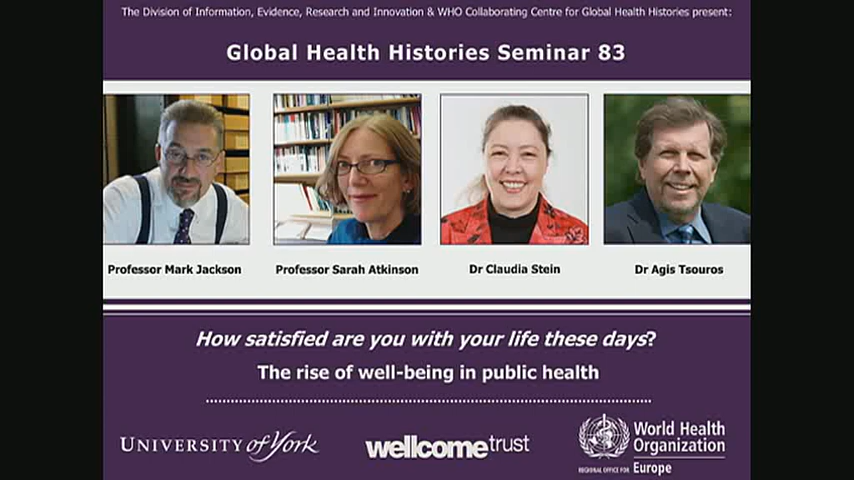 The Division of Information, Evidence, Research and Innovation & WHO Collaborating Centre for Global Health Histories present:
Global Health Histories Seminar 83
Professor Mark Jackson
Professor Sarah Atkinson
Dr Claudia Stein
Dr Agis Tsouros
How satisfied are you with your life these days?
The rise of well-being in public health
UNIVERSITY of York
wellcome trust
World Health
Organization
REGIONAL OFFICE FOR Europe